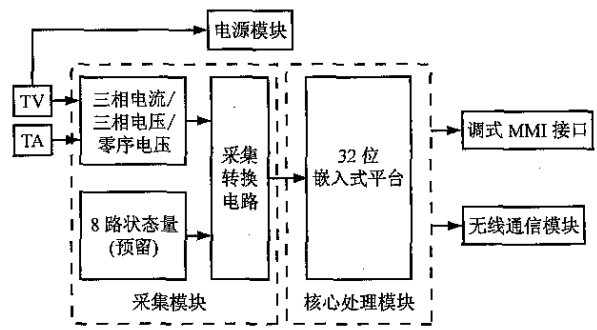 电源模块
TV
TA
三相电流/
三相电压/
零序电压
8 路状态量
(预留)
采集
转换
电路
采集模块
32 位
嵌入式平台
核心处理模块
调式 MMI 接口
无线通信模块